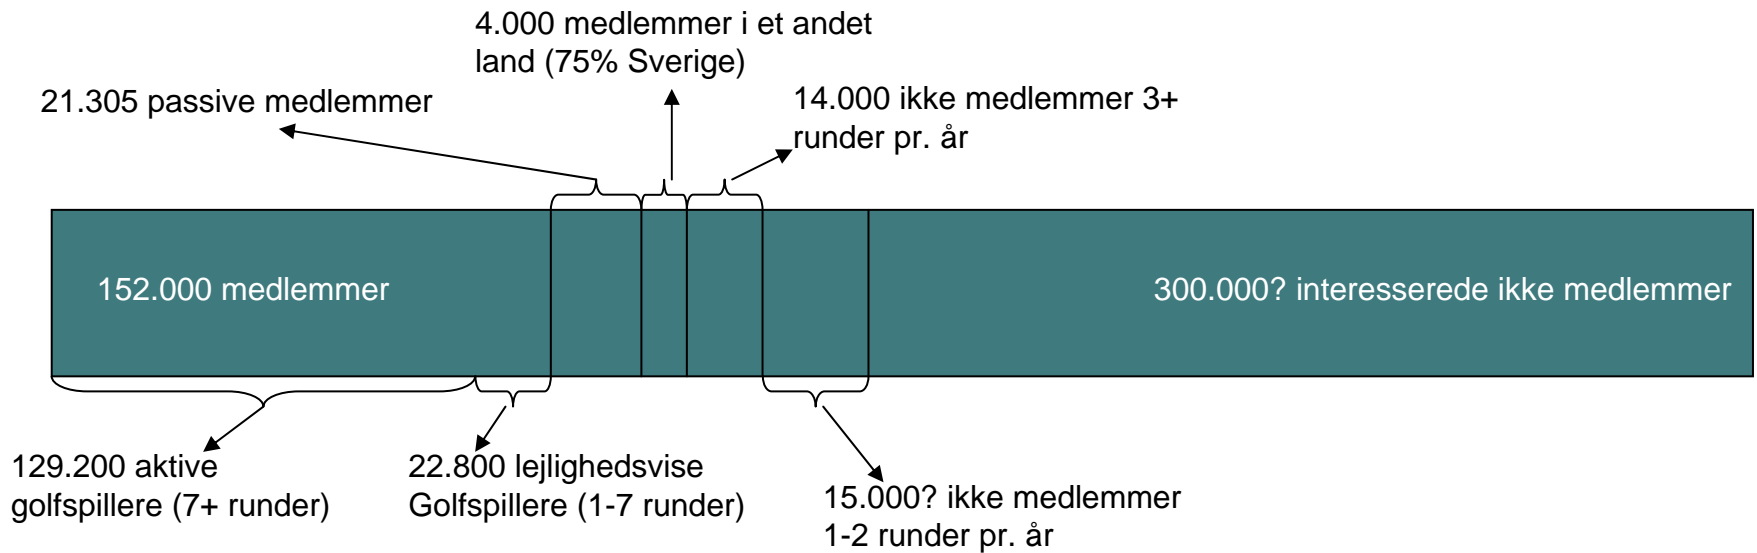 4.000 medlemmer i et andet
land (75% Sverige)
21.305 passive medlemmer
14.000 ikke medlemmer 3+
runder pr. år
152.000 medlemmer
300.000? interesserede ikke medlemmer
129.200 aktive
golfspillere (7+ runder)
22.800 lejlighedsvise
Golfspillere (1-7 runder)
15.000? ikke medlemmer
1-2 runder pr. år